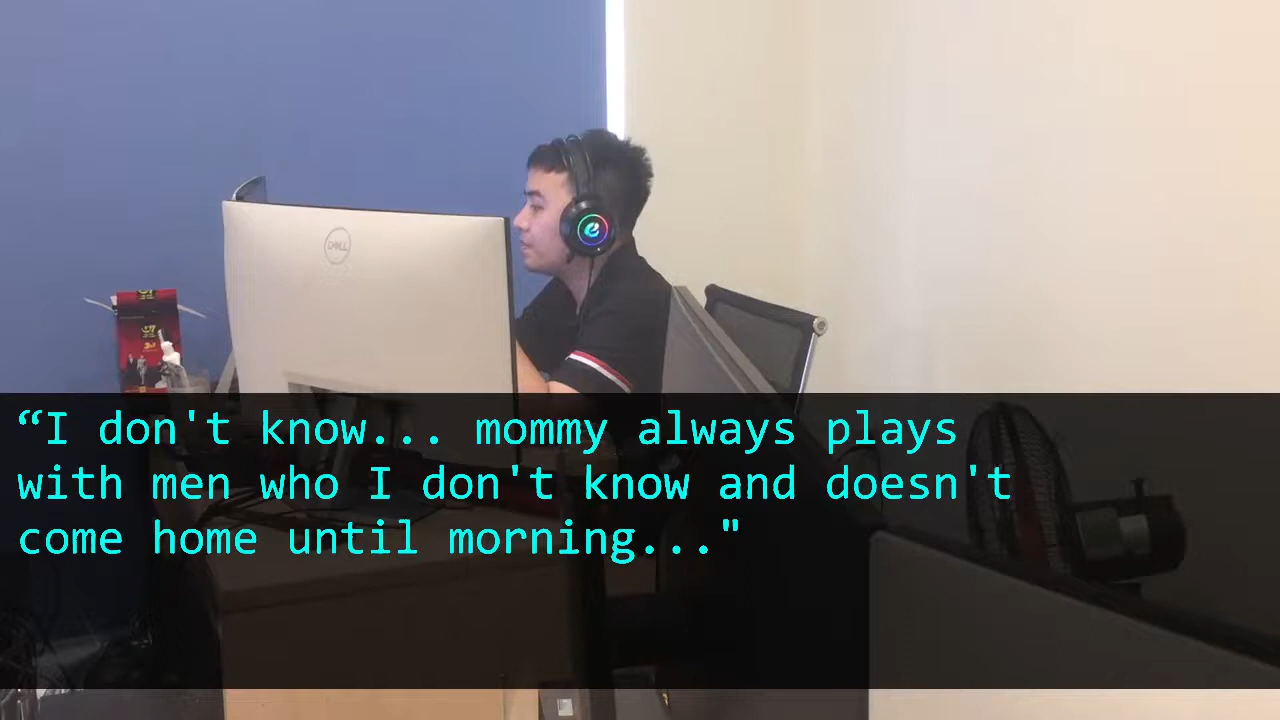 DELL
“I don't know... mommy always plays
with men who I don't know and doesn't
come home until morning..."